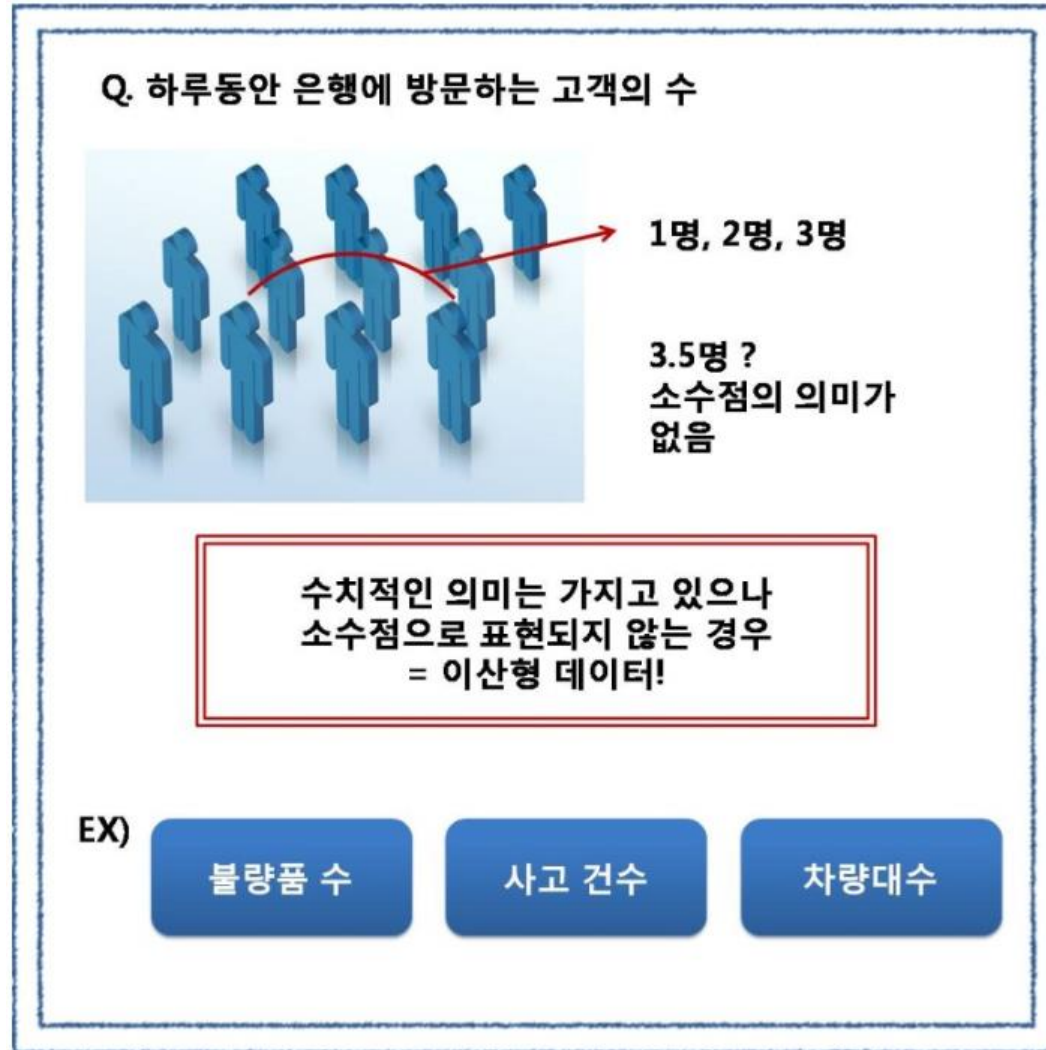 Q. 하루동안 은행에 방문하는 고객의 수
1명, 2명, 3명
3.5명 ?
소수점의 의미가
없음
수치적인 의미는 가지고 있으나
소수점으로 표현되지 않는 경우
= 이산형 데이터!
EX)
불량품 수
사고 건수
차량대수